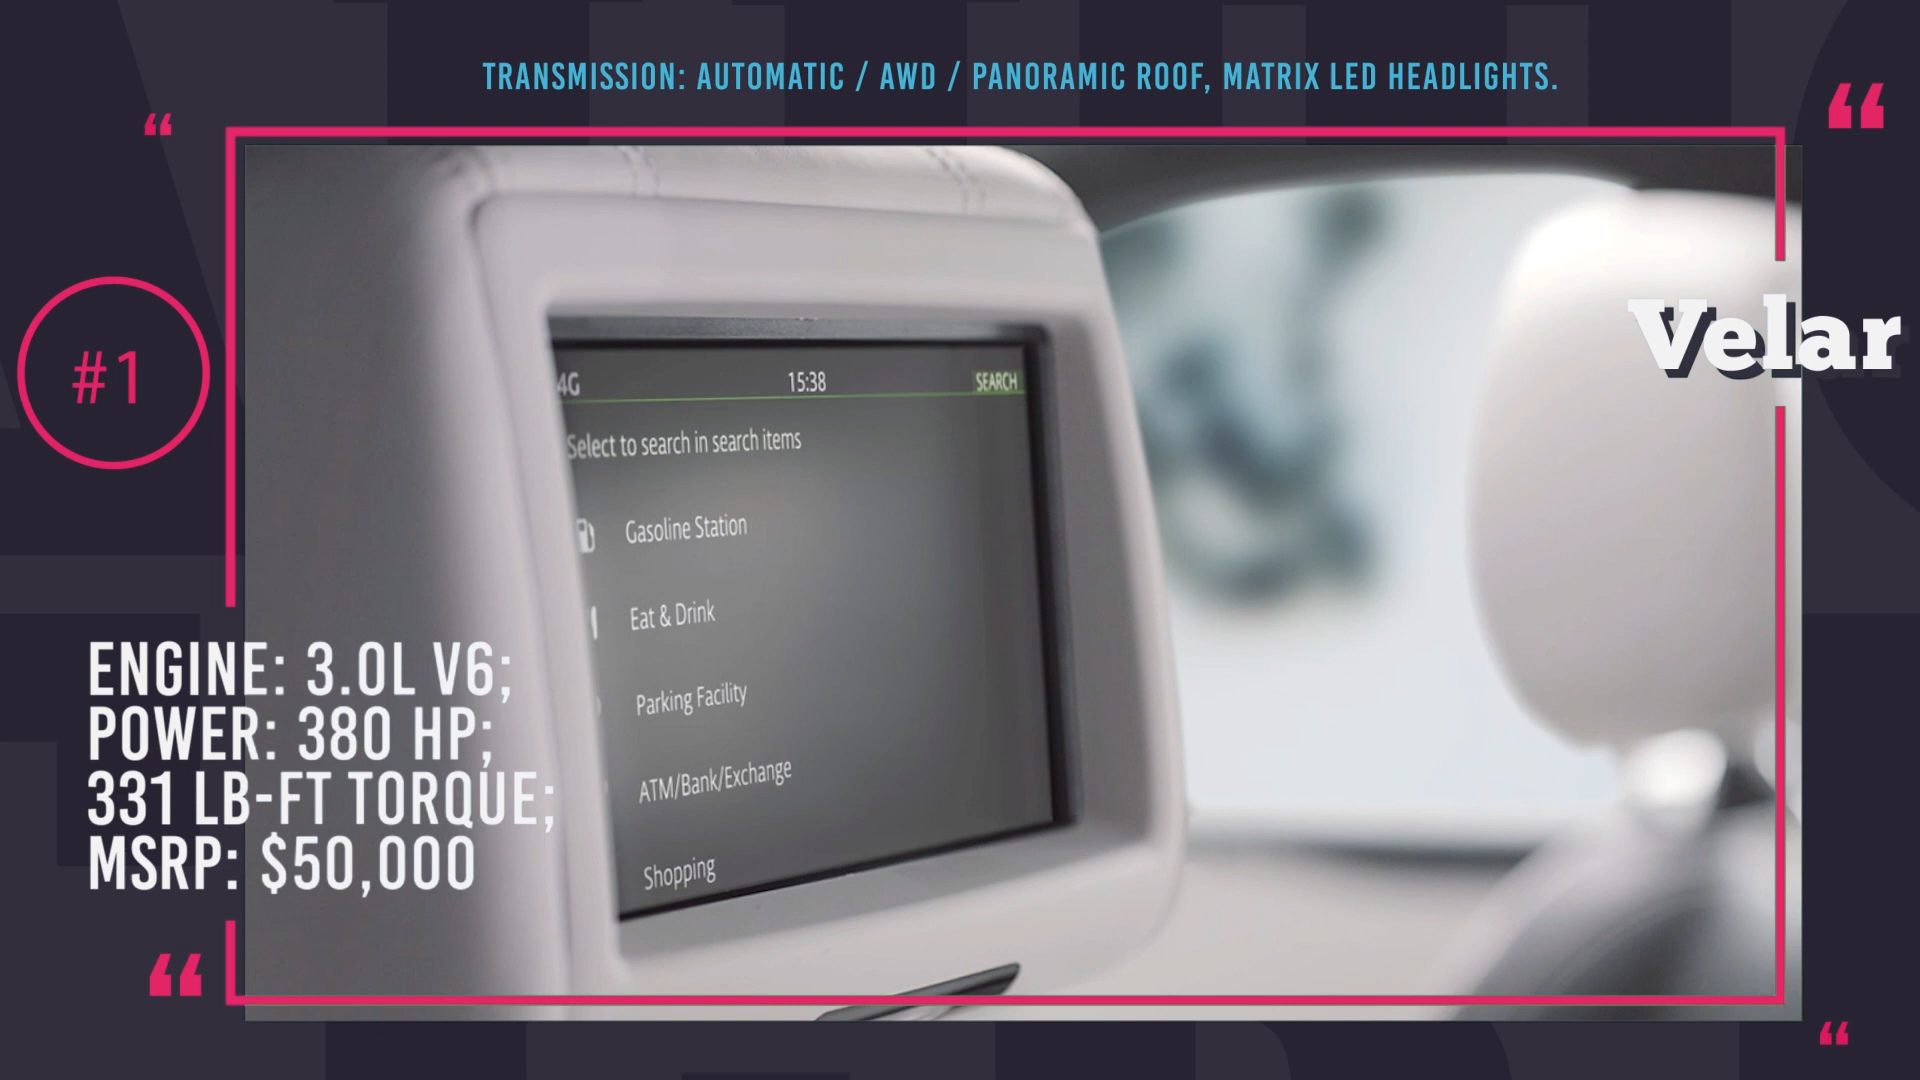 TRANSMISSION: AUTOMATIC / AWD / PANORAMIC ROOF, MATRIX LED HEADLIGHTS.
#1
Velar
4G 15:38 SEARCH
Select to search in search items
Gasoline Station
Eat & Drink
Parking Facility
ATM/Bank/Exchange
Shopping
ENGINE: 3.0L V6;
POWER: 380 HP;
331 LB-FT TORQUE;
MSRP: $50,000